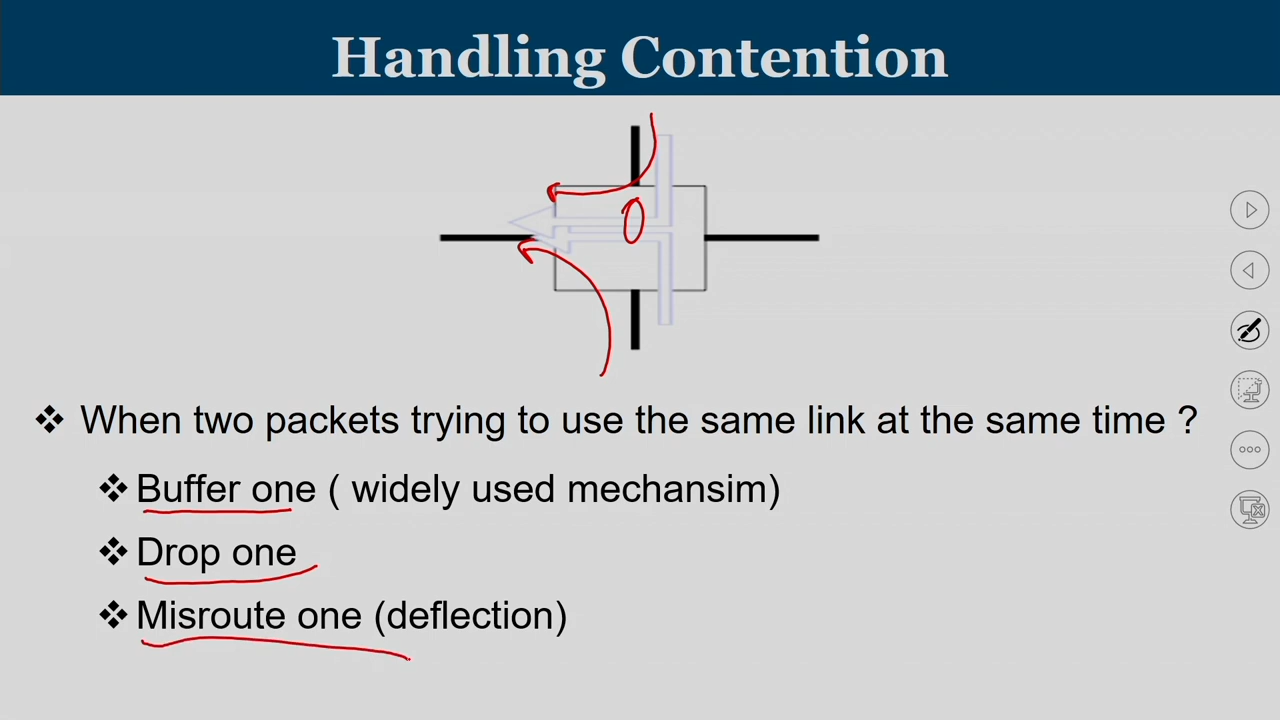 Handling Contention
❖ When two packets trying to use the same link at the same time ?
❖ Buffer one ( widely used mechansim)
❖ Drop one
❖ Misroute one (deflection)